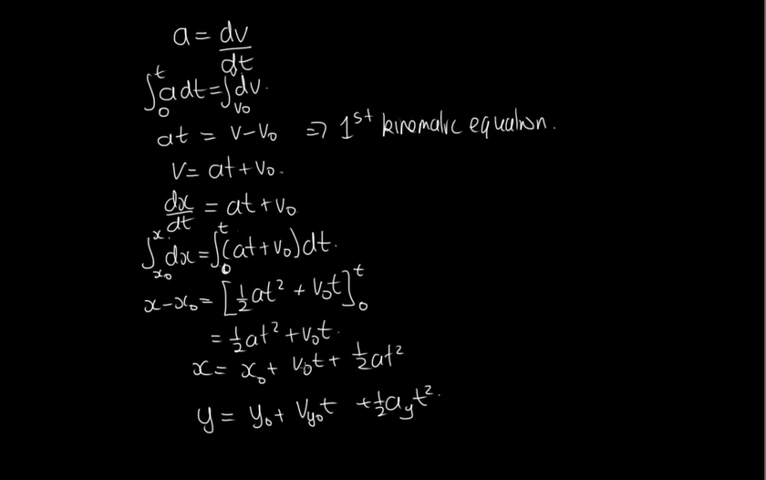 a = dv/dt
∫₀ᵗ a dt = ∫_{v₀} dv.
at = v - v₀ ⇒ 1st kinematic equation.
v = at + v₀.
dx/dt = at + v₀
∫_{x₀}^{x} dx = ∫₀ᵗ (at + v₀) dt.
x - x₀ = [½at² + v₀t]₀ᵗ
= ½at² + v₀t.
x = x₀ + v₀t + ½at²
y = y₀ + v_{y₀}t + ½a_y t².